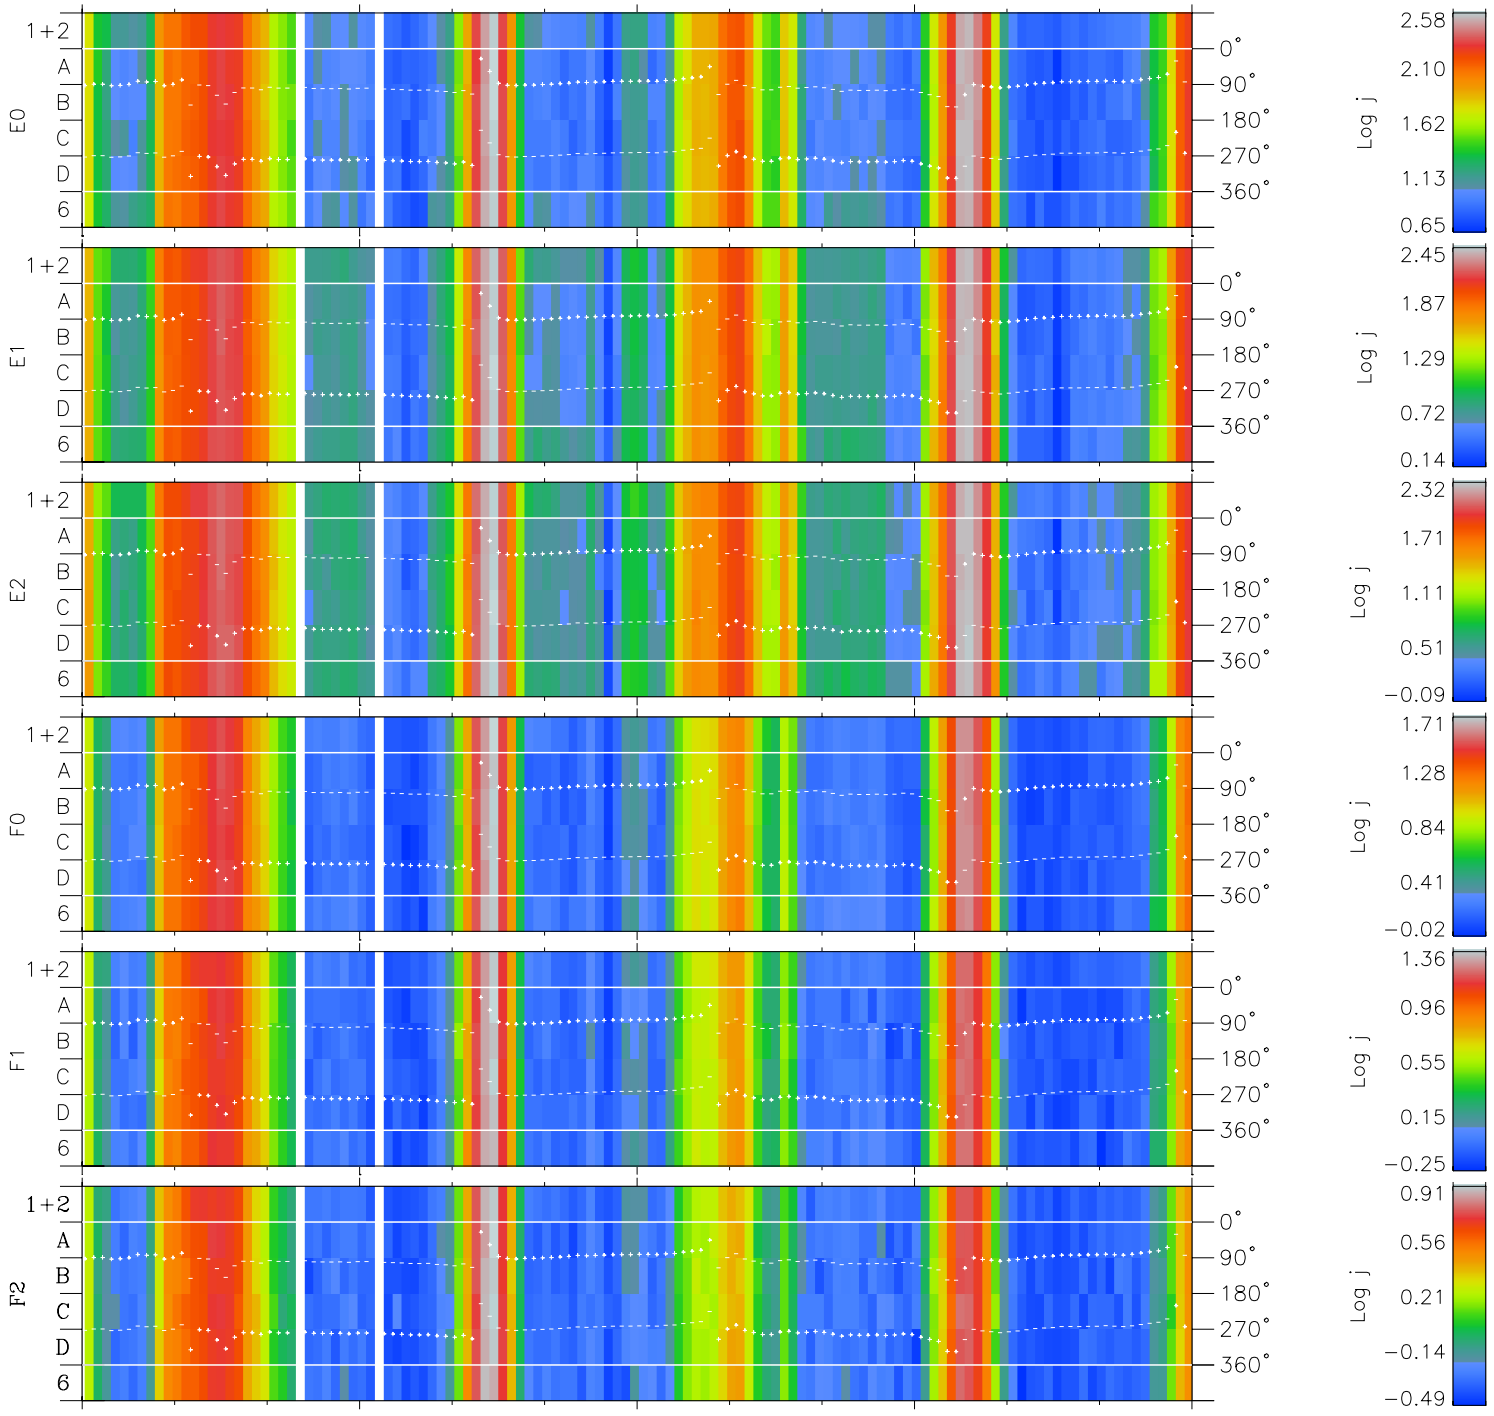 1+2
A
B
C
D
6
E0
0°
90°
180°
270°
360°
Log j
2.58
2.10
1.62
1.13
0.65
1+2
A
B
C
D
6
E1
0°
90°
180°
270°
360°
Log j
2.45
1.87
1.29
0.72
0.14
1+2
A
B
C
D
6
E2
0°
90°
180°
270°
360°
Log j
2.32
1.71
1.11
0.51
−0.09
1+2
A
B
C
D
6
F0
0°
90°
180°
270°
360°
Log j
1.71
1.28
0.84
0.41
−0.02
1+2
A
B
C
D
6
F1
0°
90°
180°
270°
360°
Log j
1.36
0.96
0.55
0.15
−0.25
1+2
A
B
C
D
6
F2
0°
90°
180°
270°
360°
Log j
0.91
0.56
0.21
−0.14
−0.49